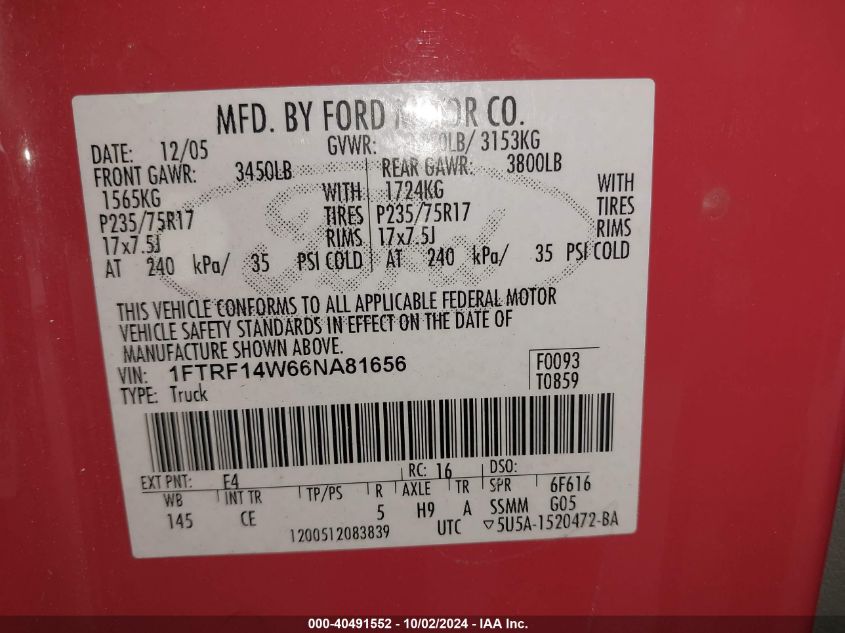 MFD. BY FORD MOTOR CO.
DATE: 12/05 GVWR: LB/ 3153KG
FRONT GAWR: 3450LB REAR GAWR: 3800LB
1565KG WITH 1724KG WITH
P235/75R17 TIRES P235/75R17 TIRES
17x7.5J RIMS 17x7.5J RIMS
AT 240 kPa/ 35 PSI COLD AT 240 kPa/ 35 PSI COLD
THIS VEHICLE CONFORMS TO ALL APPLICABLE FEDERAL MOTOR
VEHICLE SAFETY STANDARDS IN EFFECT ON THE DATE OF
MANUFACTURE SHOWN ABOVE.
VIN: 1FTRF14W66NA81656 F0093
TYPE: Truck T0859
EXT PNT: E4 RC: 16 DSO:
WB INT TR TP/PS R AXLE TR SPR 6F616
145 CE 5 H9 A SSMM G05
1200512083839 UTC ▽5U5A-1520472-BA
000-40491552 - 10/02/2024 - IAA Inc.